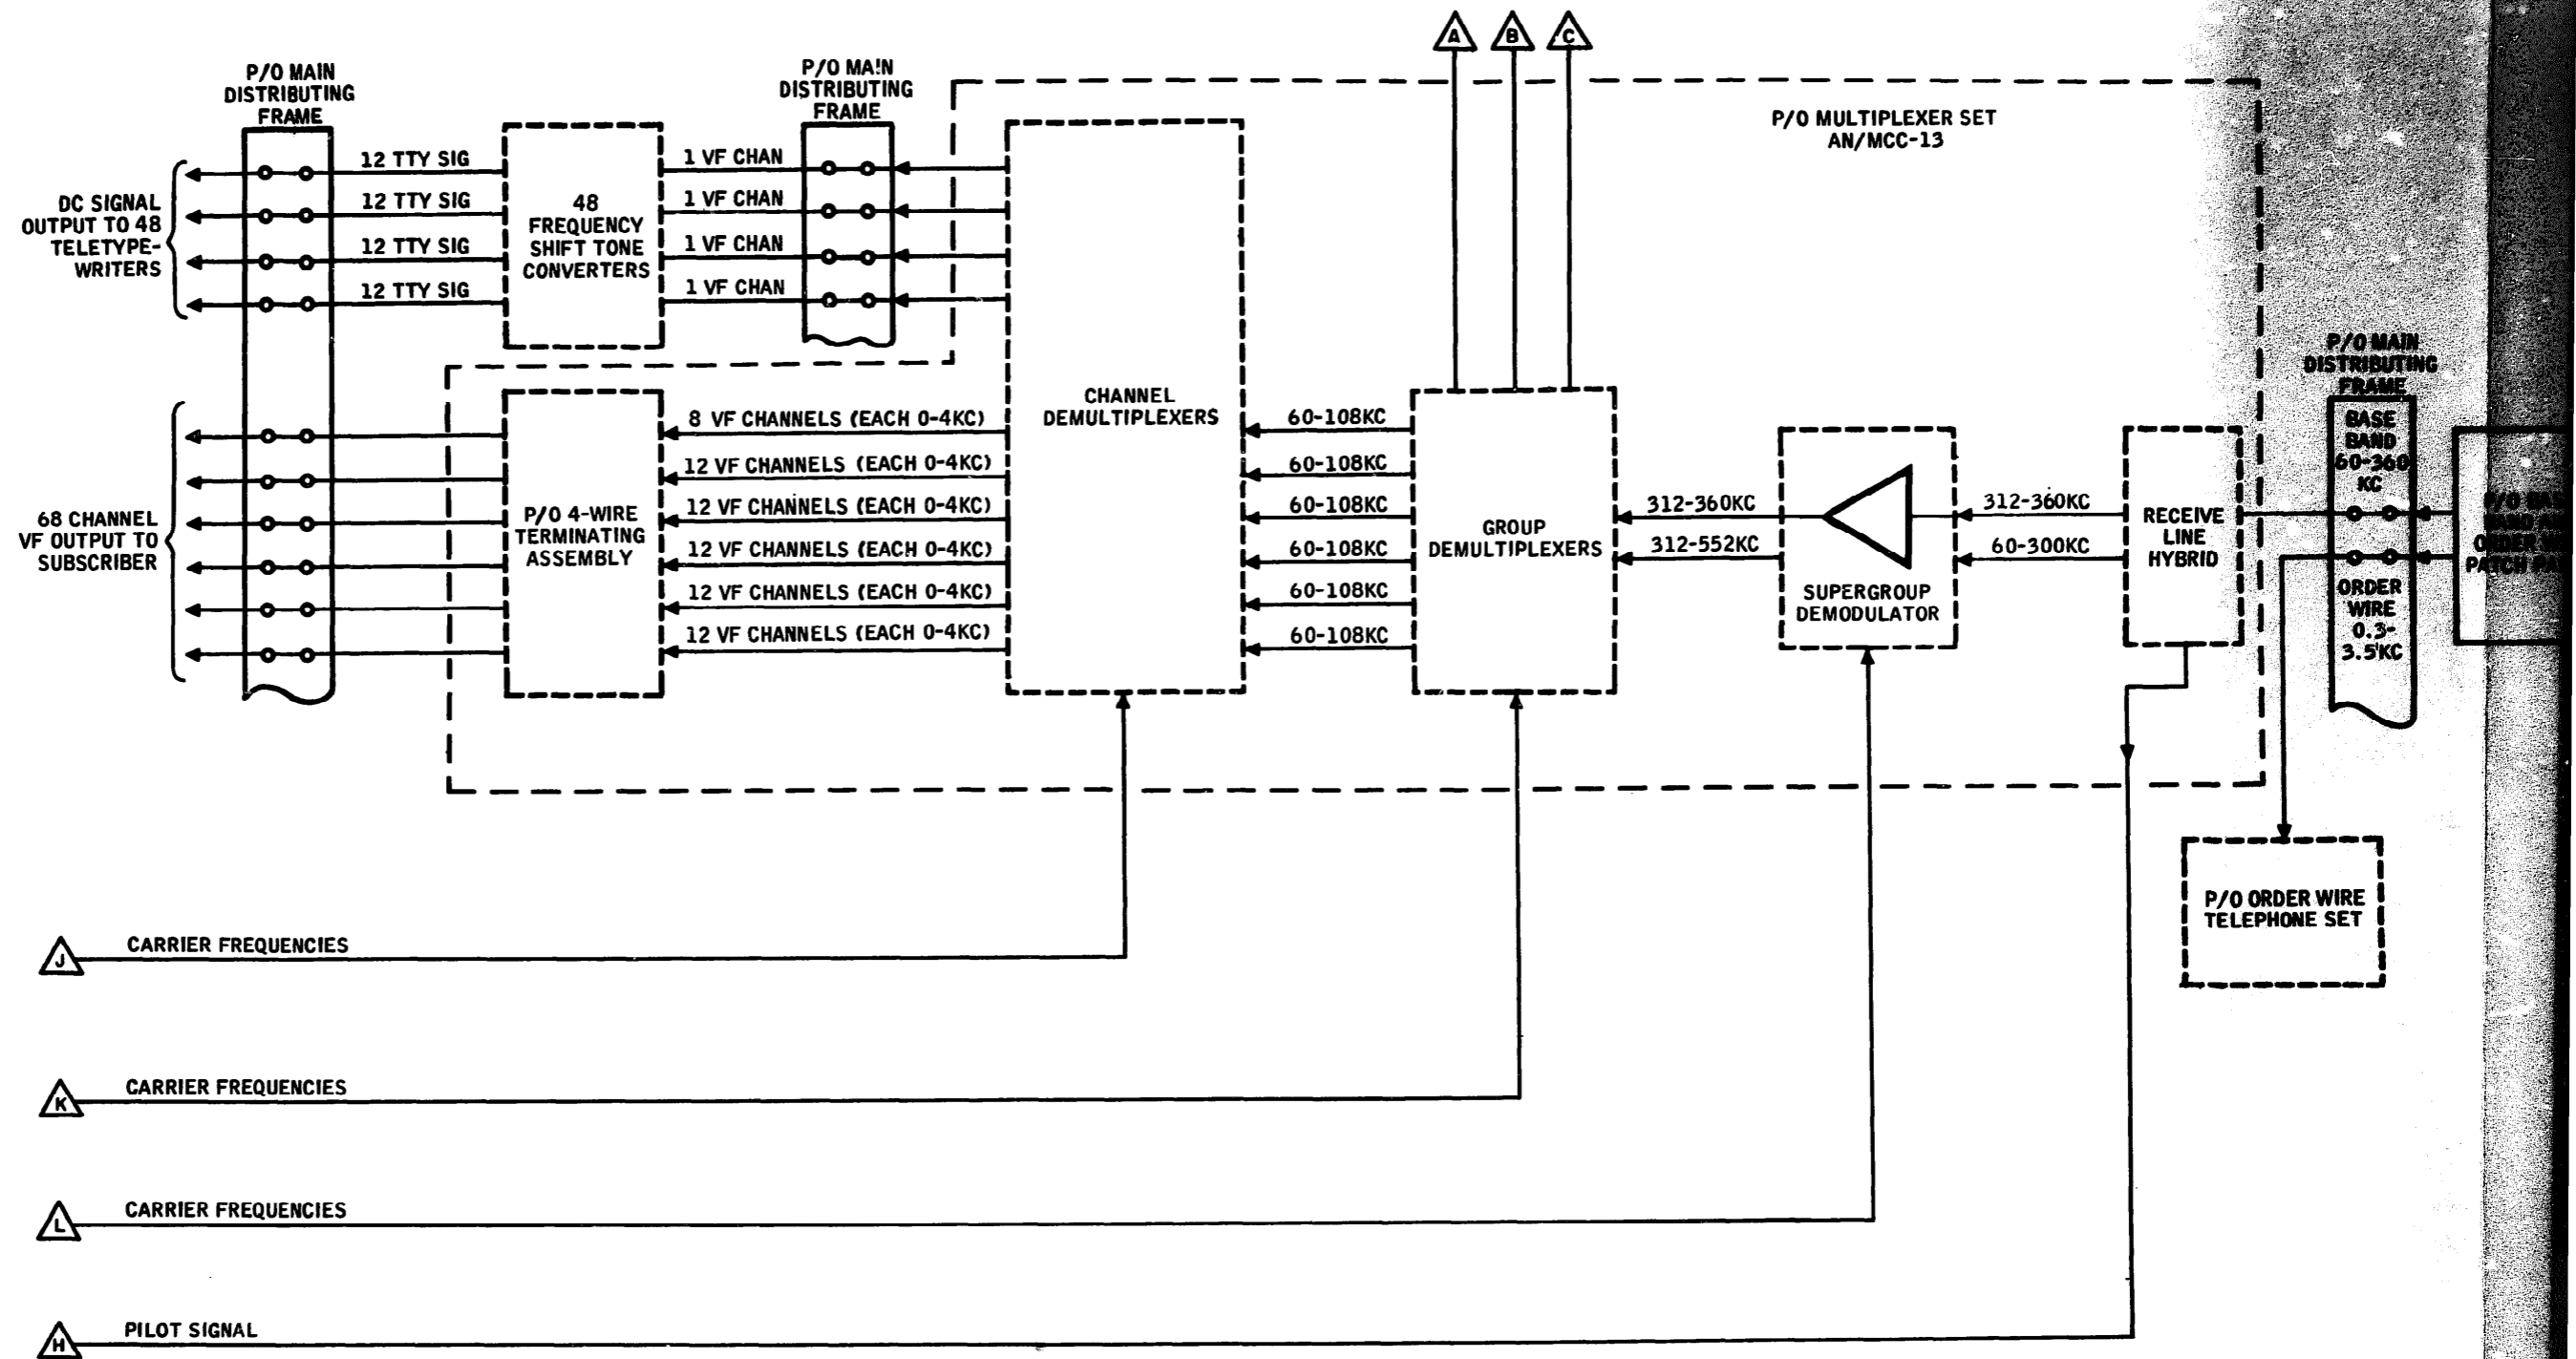 A
B
C
P/O MAIN
DISTRIBUTING
FRAME
P/O MAIN
DISTRIBUTING
FRAME
P/O MULTIPLEXER SET
AN/MCC-13
DC SIGNAL
OUTPUT TO 48
TELETYPE-
WRITERS
12 TTY SIG
12 TTY SIG
12 TTY SIG
12 TTY SIG
48
FREQUENCY
SHIFT TONE
CONVERTERS
1 VF CHAN
1 VF CHAN
1 VF CHAN
1 VF CHAN
68 CHANNEL
VF OUTPUT TO
SUBSCRIBER
P/O 4-WIRE
TERMINATING
ASSEMBLY
8 VF CHANNELS (EACH 0-4KC)
12 VF CHANNELS (EACH 0-4KC)
12 VF CHANNELS (EACH 0-4KC)
12 VF CHANNELS (EACH 0-4KC)
12 VF CHANNELS (EACH 0-4KC)
12 VF CHANNELS (EACH 0-4KC)
CHANNEL
DEMULTIPLEXERS
60-108KC
60-108KC
60-108KC
60-108KC
60-108KC
60-108KC
GROUP
DEMULTIPLEXERS
312-360KC
312-552KC
SUPERGROUP
DEMODULATOR
312-360KC
60-300KC
RECEIVE
LINE
HYBRID
P/O MAIN
DISTRIBUTING
FRAME
BASE
BAND
60-360
KC
ORDER
WIRE
0.3-
3.5KC
P/O
ORDER
PATCH
P/O ORDER WIRE
TELEPHONE SET
J
CARRIER FREQUENCIES
K
CARRIER FREQUENCIES
L
CARRIER FREQUENCIES
H
PILOT SIGNAL